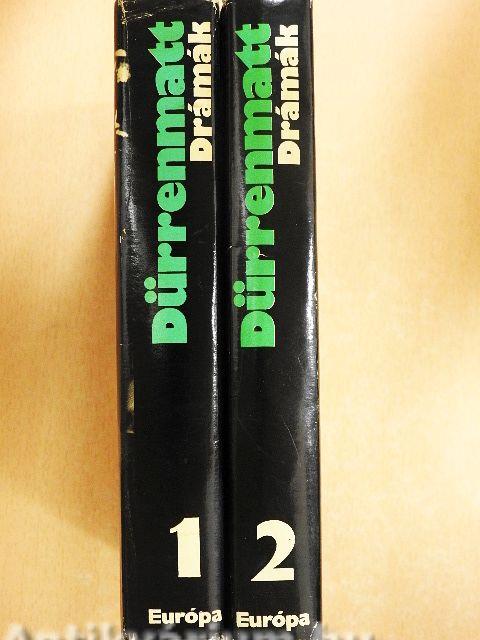 Dürrenmatt
Drámák
1
Európa
Dürrenmatt
Drámák
2
Európa